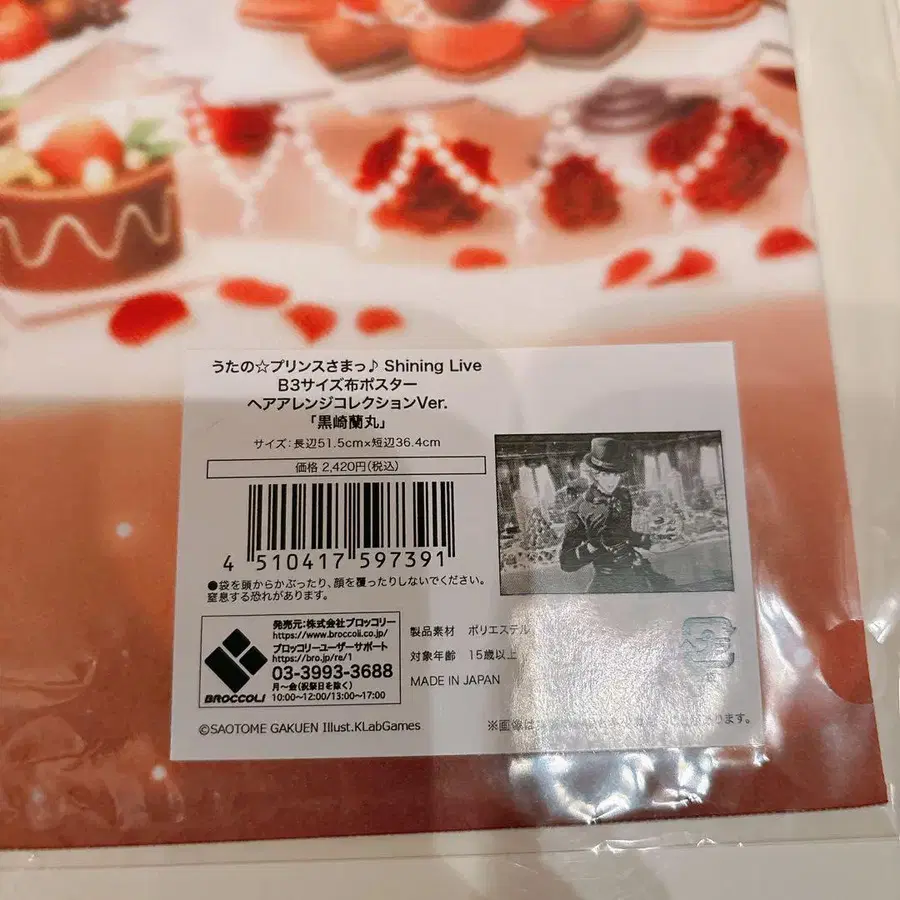 うたの☆プリンスさまっ♪ Shining Live
B3サイズ布ポスター
ヘアアレンジコレクションVer.
「黒崎蘭丸」
サイズ:長辺51.5cm×短辺36.4cm
価格 2,420円(税込)
4 510417 597391
●袋を頭からかぶったり、顔を覆ったりしないでください。
窒息する恐れがあります。
発売元:株式会社ブロッコリー
https://www.broccoli.co.jp/
ブロッコリーユーザーサポート
https://bro.jp/re/1
03-3993-3688
月~金(祝祭日を除く)
10:00~12:00/13:00~17:00
BROCCOLI
製品素材 ポリエステル
対象年齢 15歳以上
MADE IN JAPAN
©SAOTOME GAKUEN Illust.KLabGames
※画像は
ります。